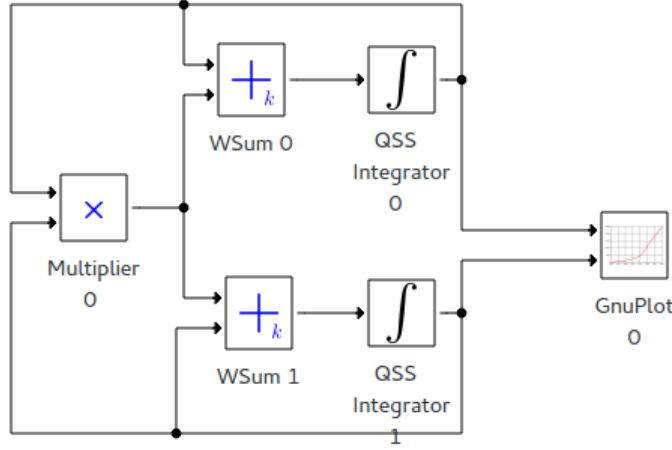 k
WSum 0
QSS
Integrator
0
×
Multiplier
0
k
WSum 1
QSS
Integrator
1
GnuPlot
0